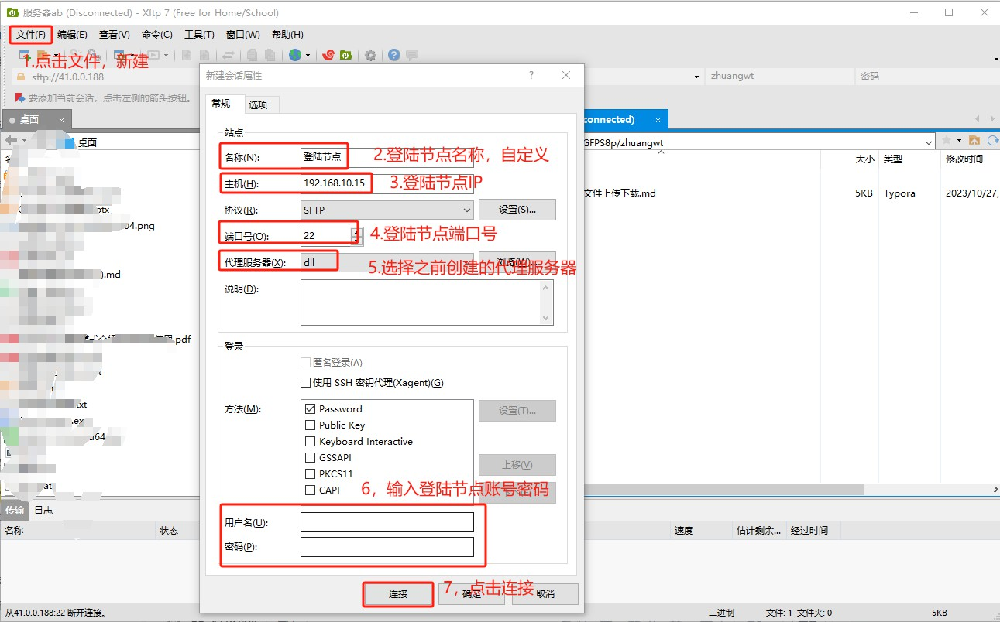 服务器ab (Disconnected) - Xftp 7 (Free for Home/School)
文件(F) 编辑(E) 查看(V) 命令(C) 工具(T) 窗口(W) 帮助(H)
1.点击文件，新建
sftp://41.0.0.188
zhuangwt
密码
要添加当前会话，点击左侧的箭头按钮。
桌面
connected)
桌面
GFPS8p/zhuangwt
大小 类型 修改时间
文件上传下载.md 5KB Typora 2023/10/27,
ptx
04.png
).md
.pdf
txt
.ex
64
at
新建会话属性
常规 选项
站点
名称(N): 登陆节点
2.登陆节点名称，自定义
主机(H): 192.168.10.15
3.登陆节点IP
协议(R): SFTP 设置(S)...
端口号(O): 22
4.登陆节点端口号
代理服务器(X): dll 浏览(W)...
5.选择之前创建的代理服务器
说明(D):
登录
匿名登录(A)
使用 SSH 密钥代理(Xagent)(G)
方法(M):
Password 设置(T)...
Public Key
Keyboard Interactive
GSSAPI
PKCS11 上移(V)
CAPI
6，输入登陆节点账号密码
用户名(U):
密码(P):
7，点击连接
连接 确定 取消
传输 日志
名称 状态 速度 估计剩余... 经过时间
从41.0.0.188:22 断开连接。 二进制 文件: 1 文件夹: 0 5KB